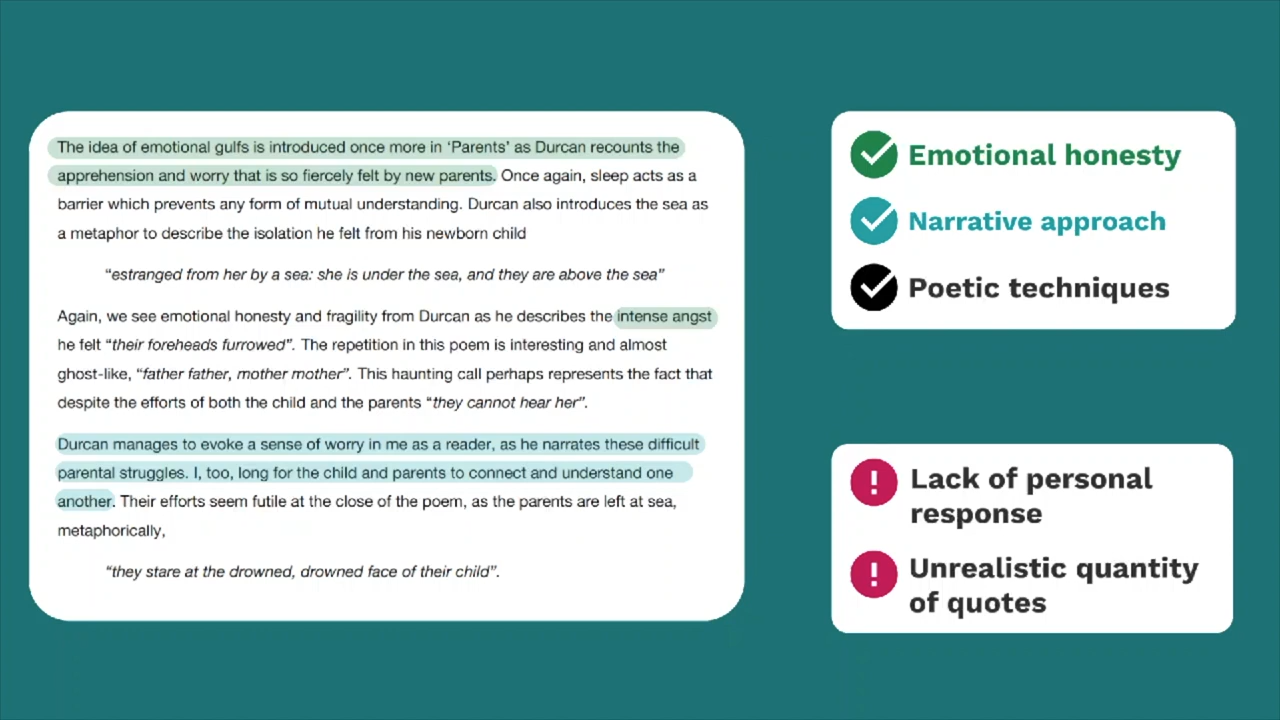 The idea of emotional gulfs is introduced once more in ‘Parents’ as Durcan recounts the
apprehension and worry that is so fiercely felt by new parents. Once again, sleep acts as a
barrier which prevents any form of mutual understanding. Durcan also introduces the sea as
a metaphor to describe the isolation he felt from his newborn child
“estranged from her by a sea: she is under the sea, and they are above the sea”
Again, we see emotional honesty and fragility from Durcan as he describes the intense angst
he felt “their foreheads furrowed”. The repetition in this poem is interesting and almost
ghost-like, “father father, mother mother”. This haunting call perhaps represents the fact that
despite the efforts of both the child and the parents “they cannot hear her”.
Durcan manages to evoke a sense of worry in me as a reader, as he narrates these difficult
parental struggles. I, too, long for the child and parents to connect and understand one
another. Their efforts seem futile at the close of the poem, as the parents are left at sea,
metaphorically,
“they stare at the drowned, drowned face of their child”.
Emotional honesty
Narrative approach
Poetic techniques
Lack of personal
response
Unrealistic quantity
of quotes